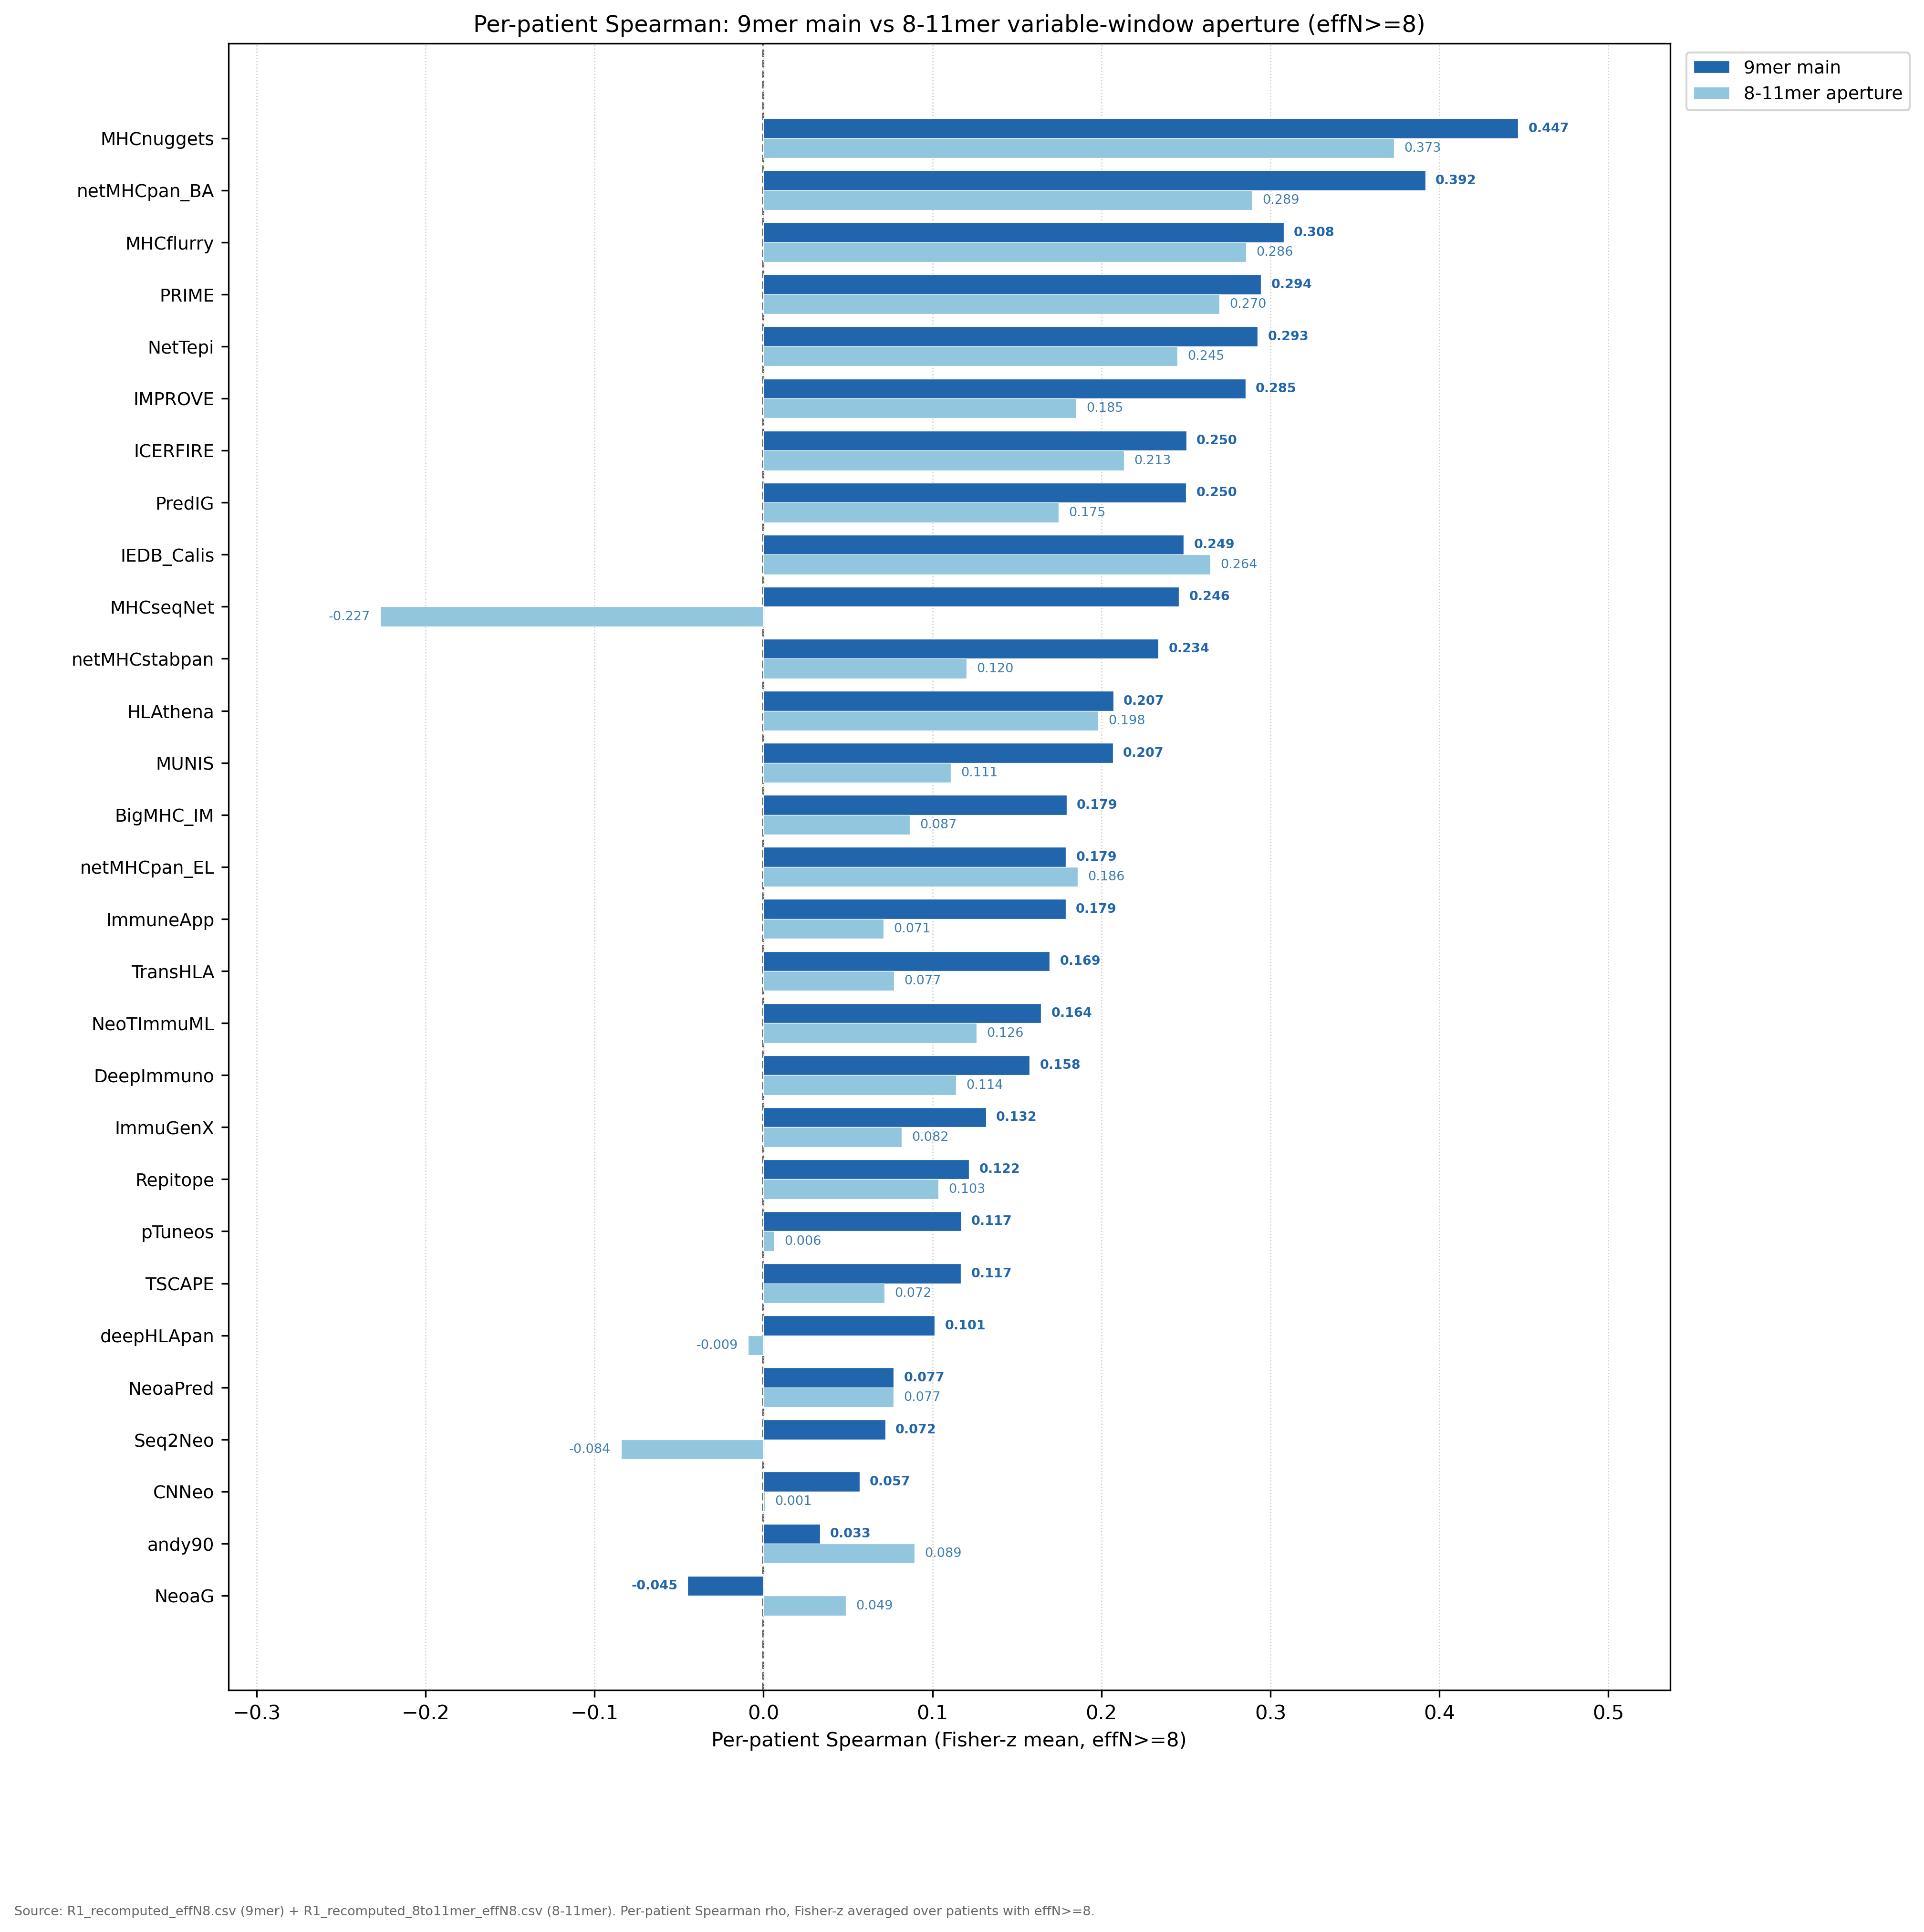 Per-patient Spearman: 9mer main vs 8-11mer variable-window aperture (effN>=8)
9mer main
8-11mer aperture
MHCnuggets 0.447
0.373
netMHCpan_BA 0.392
0.289
MHCflurry 0.308
0.286
PRIME 0.294
0.270
NetTepi 0.293
0.245
IMPROVE 0.285
0.185
ICERFIRE 0.250
0.213
PredIG 0.250
0.175
IEDB_Calis 0.249
0.264
MHCseqNet 0.246
-0.227
netMHCstabpan 0.234
0.120
HLAthena 0.207
0.198
MUNIS 0.207
0.111
BigMHC_IM 0.179
0.087
netMHCpan_EL 0.179
0.186
ImmuneApp 0.179
0.071
TransHLA 0.169
0.077
NeoTImmuML 0.164
0.126
DeepImmuno 0.158
0.114
ImmuGenX 0.132
0.082
Repitope 0.122
0.103
pTuneos 0.117
0.006
TSCAPE 0.117
0.072
deepHLApan 0.101
-0.009
NeoaPred 0.077
0.077
Seq2Neo 0.072
-0.084
CNNeo 0.057
0.001
andy90 0.033
0.089
NeoaG -0.045
0.049
−0.3 −0.2 −0.1 0.0 0.1 0.2 0.3 0.4 0.5
Per-patient Spearman (Fisher-z mean, effN>=8)
Source: R1_recomputed_effN8.csv (9mer) + R1_recomputed_8to11mer_effN8.csv (8-11mer). Per-patient Spearman rho, Fisher-z averaged over patients with effN>=8.